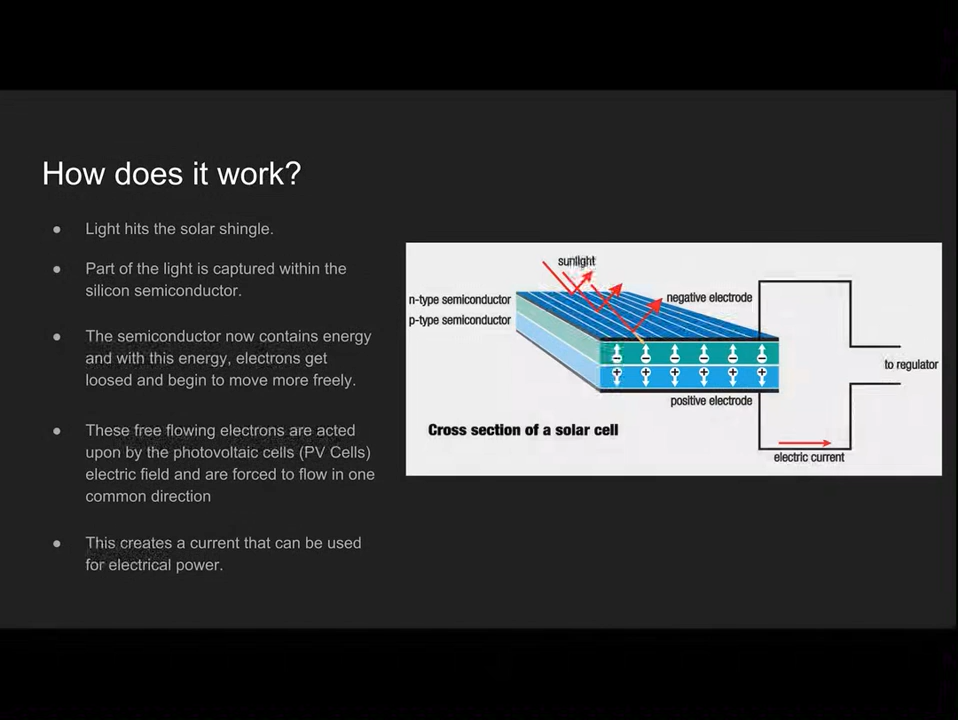 How does it work?
● Light hits the solar shingle.
● Part of the light is captured within the
silicon semiconductor.
● The semiconductor now contains energy
and with this energy, electrons get
loosed and begin to move more freely.
● These free flowing electrons are acted
upon by the photovoltaic cells (PV Cells)
electric field and are forced to flow in one
common direction
● This creates a current that can be used
for electrical power.
sunlight
n-type semiconductor
negative electrode
p-type semiconductor
to regulator
positive electrode
Cross section of a solar cell
electric current